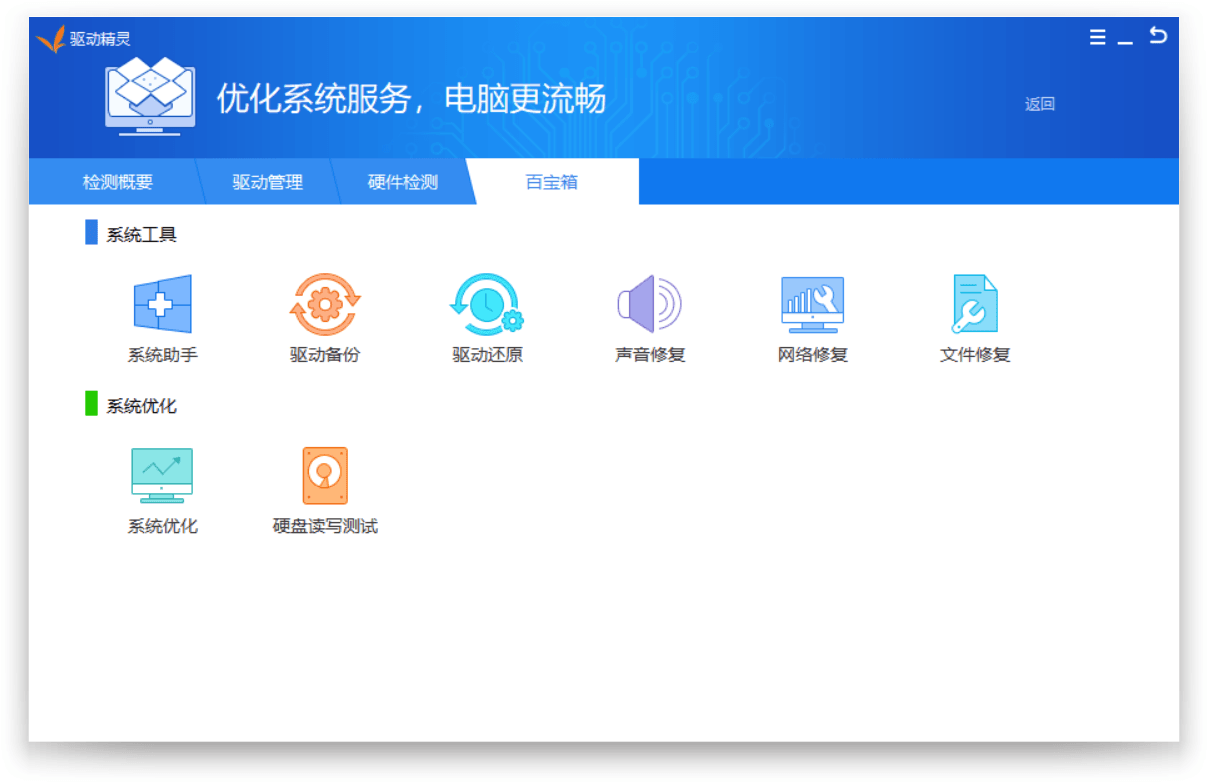 驱动精灵
优化系统服务，电脑更流畅
返回
检测概要 驱动管理 硬件检测 百宝箱
系统工具
系统助手 驱动备份 驱动还原 声音修复 网络修复 文件修复
系统优化
系统优化 硬盘读写测试